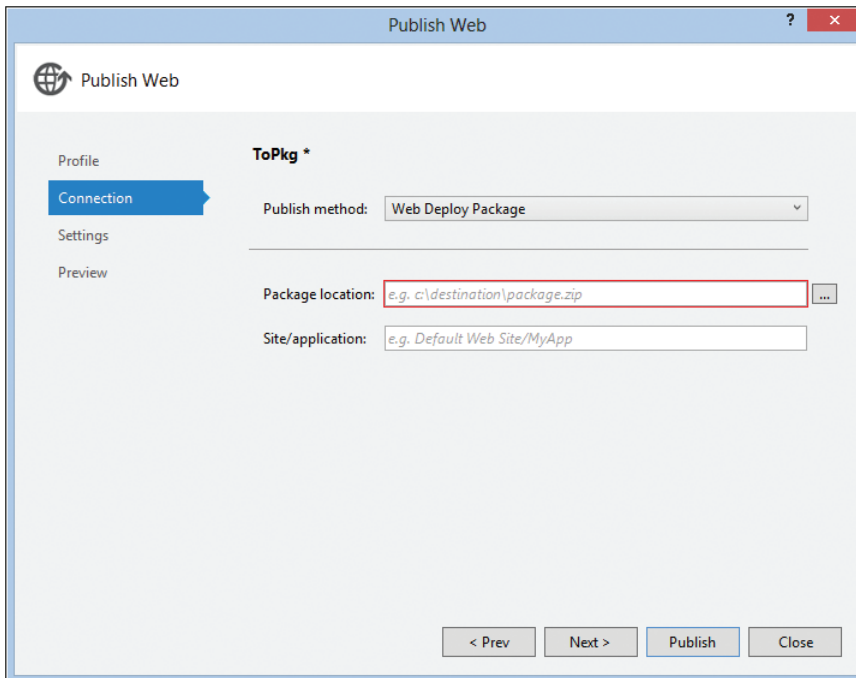 Publish Web
? ×
Publish Web
Profile
Connection
Settings
Preview
ToPkg *
Publish method: Web Deploy Package
Package location: e.g. c:\destination\package.zip ...
Site/application: e.g. Default Web Site/MyApp
< Prev Next > Publish Close